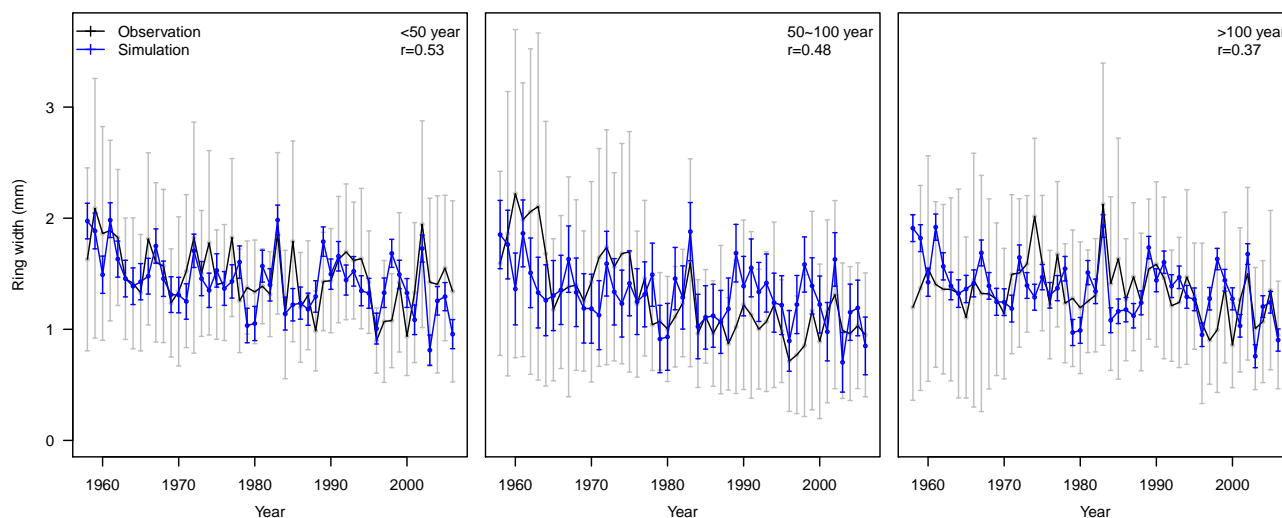 Observation
Simulation
<50 year
r=0.53
50~100 year
r=0.48
>100 year
r=0.37
Ring width (mm)
3
2
1
0
1960 1970 1980 1990 2000
1960 1970 1980 1990 2000
1960 1970 1980 1990 2000
Year
Year
Year